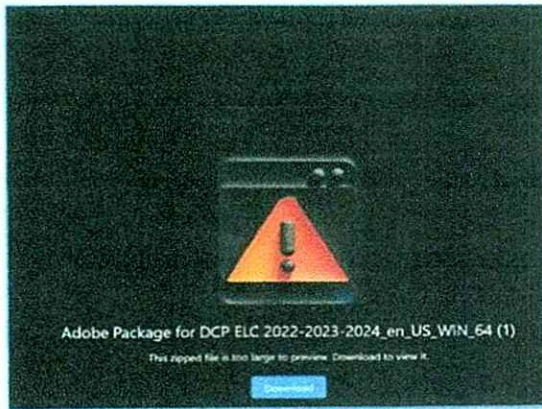 Adobe Package for DCP ELC 2022-2023-2024_en_US_WIN_64 (1)
This zipped file is too large to preview. Download to view it.
Download